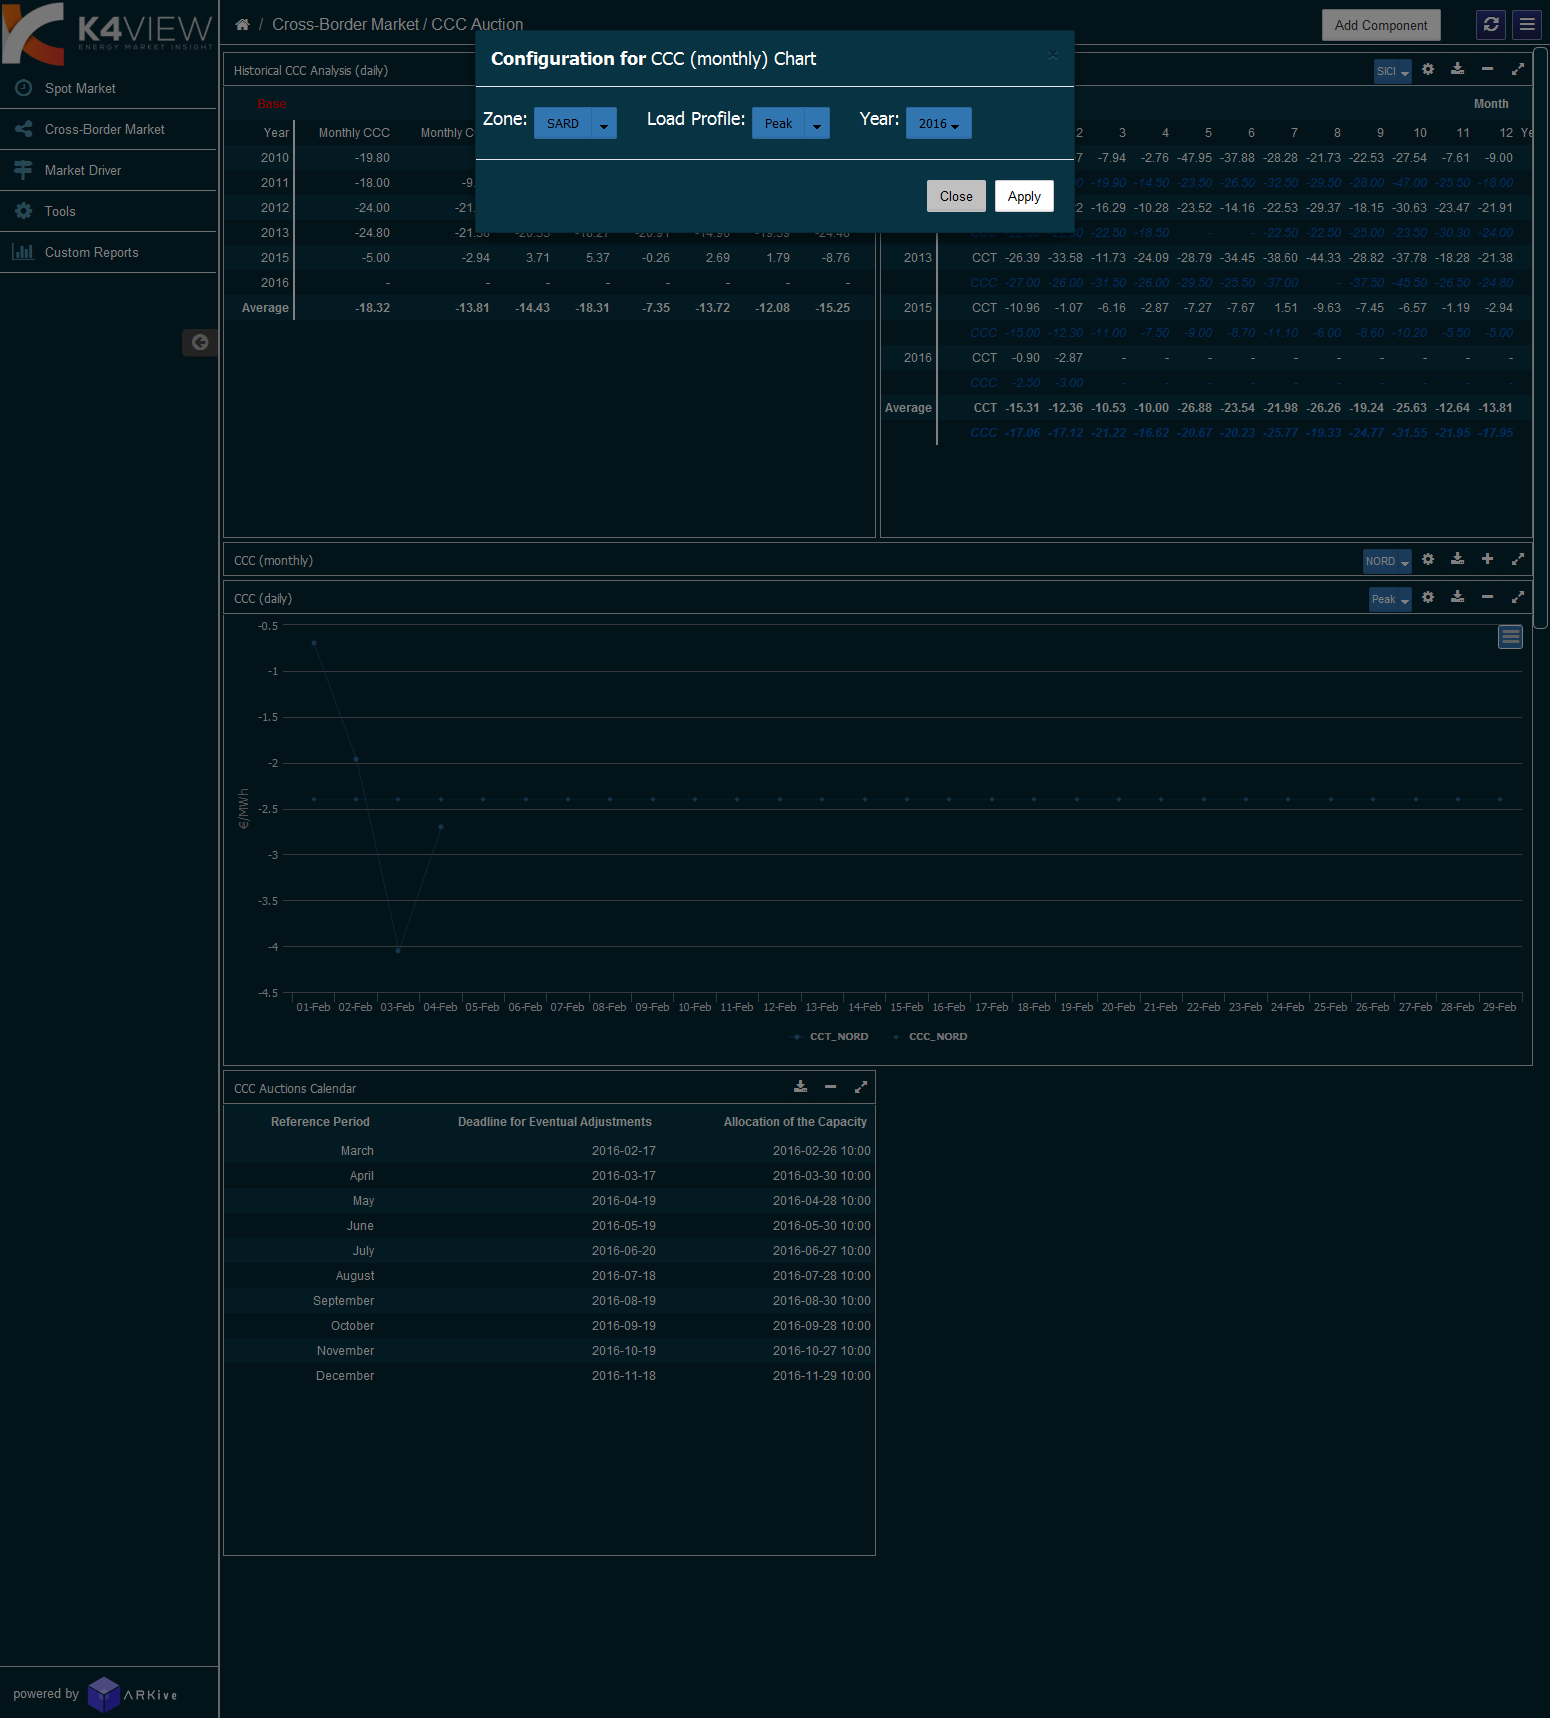 K4VIEW
ENERGY MARKET INSIGHT
/ Cross-Border Market / CCC Auction
Add Component
Spot Market
Cross-Border Market
Market Driver
Tools
Custom Reports
Configuration for CCC (monthly) Chart
×
Zone: SARD Load Profile: Peak Year: 2016
Close Apply
Historical CCC Analysis (daily)
Base
Year Monthly CCC Monthly C
2010 -19.80
2011 -18.00 -9.
2012 -24.00 -21.
2013 -24.80 -21.56 -20.55 -18.27 -20.91 -14.90 -19.59 -24.48
2015 -5.00 -2.94 3.71 5.37 -0.26 2.69 1.79 -8.76
2016 - - - - - - - -
Average -18.32 -13.81 -14.43 -18.31 -7.35 -13.72 -12.08 -15.25
SICI
Month
2 3 4 5 6 7 8 9 10 11 12 Ye
7 -7.94 -2.76 -47.95 -37.88 -28.28 -21.73 -22.53 -27.54 -7.61 -9.00
00 -19.90 -14.50 -23.50 -26.50 -32.50 -29.50 -28.00 -47.00 -25.50 -18.00
2 -16.29 -10.28 -23.52 -14.16 -22.53 -29.37 -18.15 -30.63 -23.47 -21.91
CCC -22.50 -22.50 -22.50 -18.50 - - -22.50 -22.50 -25.00 -23.50 -30.30 -24.00
2013 CCT -26.39 -33.58 -11.73 -24.09 -28.79 -34.45 -38.60 -44.33 -28.82 -37.78 -18.28 -21.38
CCC -27.00 -26.00 -31.50 -26.00 -29.50 -25.50 -37.00 - -37.50 -45.50 -26.50 -24.80
2015 CCT -10.96 -1.07 -6.16 -2.87 -7.27 -7.67 1.51 -9.63 -7.45 -6.57 -1.19 -2.94
CCC -15.00 -12.30 -11.00 -7.50 -9.00 -8.70 -11.10 -6.00 -8.60 -10.20 -5.50 -5.00
2016 CCT -0.90 -2.87 - - - - - - - - - -
CCC -2.50 -3.00 - - - - - - - - - -
Average CCT -15.31 -12.36 -10.53 -10.00 -26.88 -23.54 -21.98 -26.26 -19.24 -25.63 -12.64 -13.81
CCC -17.06 -17.12 -21.22 -16.62 -20.67 -20.23 -25.77 -19.33 -24.77 -31.55 -21.95 -17.95
CCC (monthly) NORD
CCC (daily) Peak
-0.5
-1
-1.5
-2
-2.5
-3
-3.5
-4
-4.5
€/MWh
01-Feb 02-Feb 03-Feb 04-Feb 05-Feb 06-Feb 07-Feb 08-Feb 09-Feb 10-Feb 11-Feb 12-Feb 13-Feb 14-Feb 15-Feb 16-Feb 17-Feb 18-Feb 19-Feb 20-Feb 21-Feb 22-Feb 23-Feb 24-Feb 25-Feb 26-Feb 27-Feb 28-Feb 29-Feb
CCT_NORD CCC_NORD
CCC Auctions Calendar
Reference Period Deadline for Eventual Adjustments Allocation of the Capacity
March 2016-02-17 2016-02-26 10:00
April 2016-03-17 2016-03-30 10:00
May 2016-04-19 2016-04-28 10:00
June 2016-05-19 2016-05-30 10:00
July 2016-06-20 2016-06-27 10:00
August 2016-07-18 2016-07-28 10:00
September 2016-08-19 2016-08-30 10:00
October 2016-09-19 2016-09-28 10:00
November 2016-10-19 2016-10-27 10:00
December 2016-11-18 2016-11-29 10:00
powered by ARKive